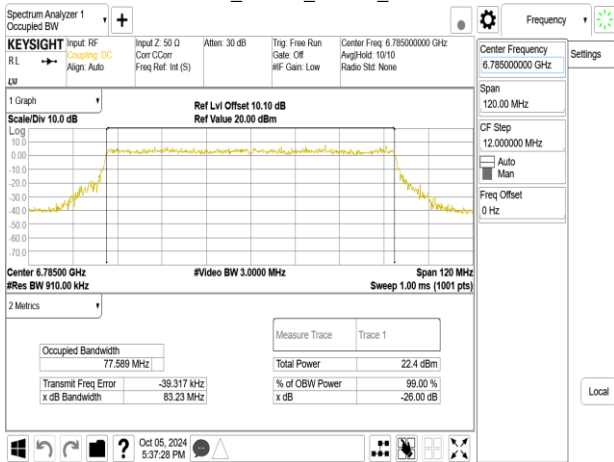 Spectrum Analyzer 1
Occupied BW
+
Frequency
KEYSIGHT
RL
Input: RF
Coupling: DC
Align: Auto
Input Z: 50 Ω
Corr CCorr
Freq Ref: Int (S)
Atten: 30 dB
Trig: Free Run
Gate: Off
#IF Gain: Low
Center Freq: 6.785000000 GHz
Avg|Hold: 10/10
Radio Std: None
LXI
Center Frequency
6.785000000 GHz
Settings
Span
120.00 MHz
CF Step
12.000000 MHz
Auto
Man
Freq Offset
0 Hz
Local
1 Graph
Scale/Div 10.0 dB
Ref Lvl Offset 10.10 dB
Ref Value 20.00 dBm
Log
10.0
0.00
-10.0
-20.0
-30.0
-40.0
-50.0
-60.0
-70.0
Center 6.78500 GHz
#Video BW 3.0000 MHz
Span 120 MHz
#Res BW 910.00 kHz
Sweep 1.00 ms (1001 pts)
2 Metrics
Measure Trace Trace 1
Occupied Bandwidth
77.589 MHz
Total Power 22.4 dBm
Transmit Freq Error -39.317 kHz
% of OBW Power 99.00 %
x dB Bandwidth 83.23 MHz
x dB -26.00 dB
?
Oct 05, 2024
5:37:28 PM